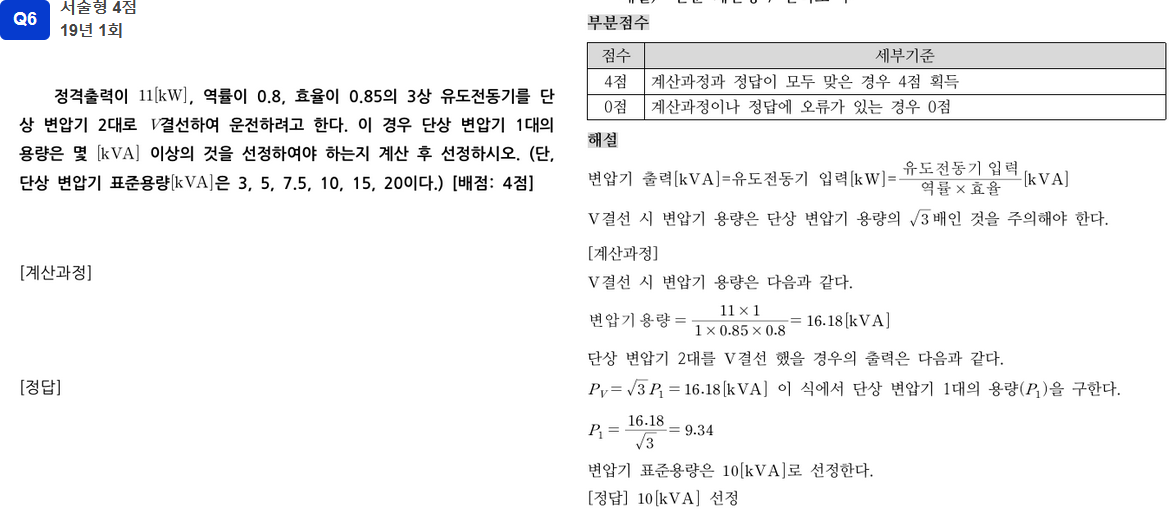 Q6
서술형 4점
19년 1회
정격출력이 11[kW], 역률이 0.8, 효율이 0.85의 3상 유도전동기를 단
상 변압기 2대로 V결선하여 운전하려고 한다. 이 경우 단상 변압기 1대의
용량은 몇 [kVA] 이상의 것을 선정하여야 하는지 계산 후 선정하시오. (단,
단상 변압기 표준용량[kVA]은 3, 5, 7.5, 10, 15, 20이다.) [배점: 4점]
[계산과정]
[정답]
부분점수
점수 세부기준
4점 계산과정과 정답이 모두 맞은 경우 4점 획득
0점 계산과정이나 정답에 오류가 있는 경우 0점
해설
변압기 출력[kVA]=유도전동기 입력[kW]=유도전동기 입력/역률×효율[kVA]
V결선 시 변압기 용량은 단상 변압기 용량의 √3배인 것을 주의해야 한다.
[계산과정]
V결선 시 변압기 용량은 다음과 같다.
변압기용량 = 11×1/1×0.85×0.8 = 16.18[kVA]
단상 변압기 2대를 V결선 했을 경우의 출력은 다음과 같다.
P_V = √3 P_1 = 16.18[kVA] 이 식에서 단상 변압기 1대의 용량(P_1)을 구한다.
P_1 = 16.18/√3 = 9.34
변압기 표준용량은 10[kVA]로 선정한다.
[정답] 10[kVA] 선정